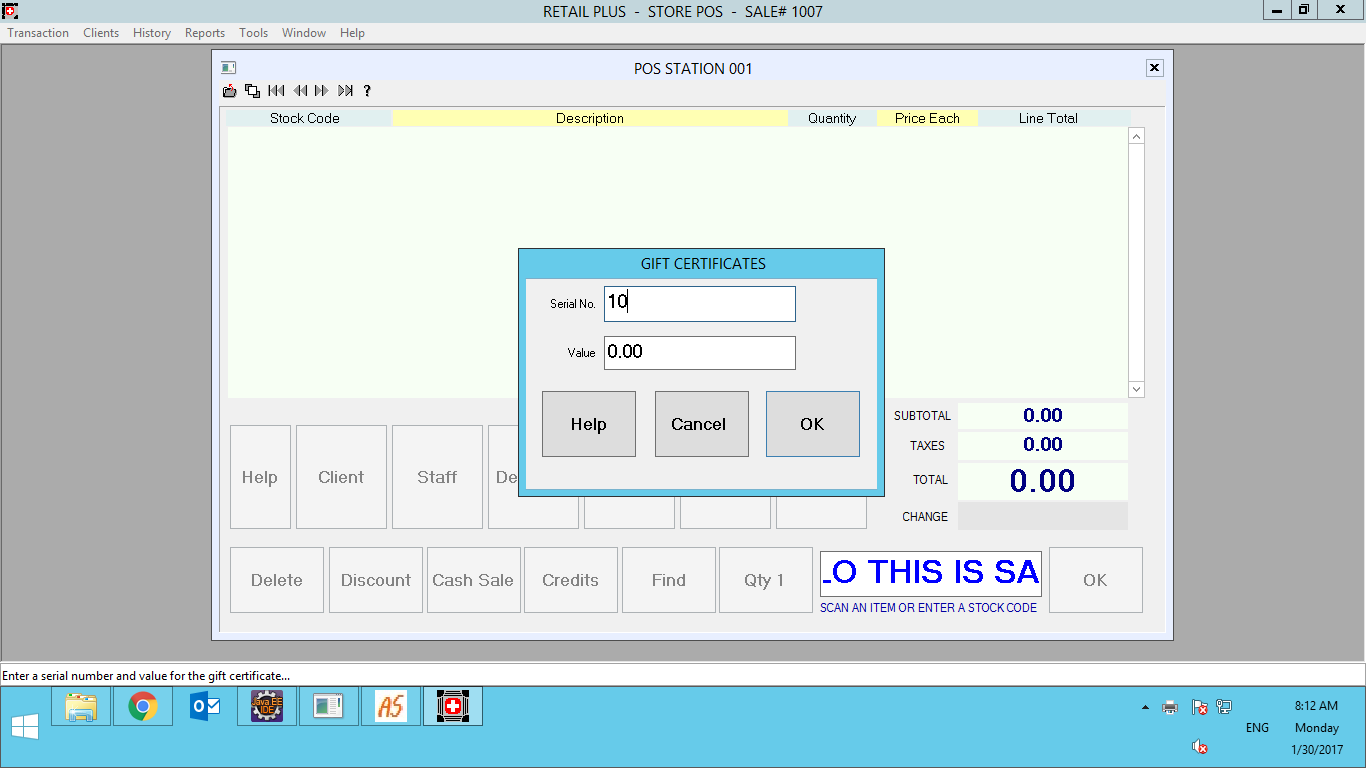 RETAIL PLUS - STORE POS - SALE# 1007
Transaction Clients History Reports Tools Window Help
POS STATION 001
?
Stock Code Description Quantity Price Each Line Total
GIFT CERTIFICATES
Serial No. 10
Value 0.00
Help Cancel OK
SUBTOTAL 0.00
TAXES 0.00
TOTAL 0.00
CHANGE
Help Client Staff De
Delete Discount Cash Sale Credits Find Qty 1
LO THIS IS SA
OK
SCAN AN ITEM OR ENTER A STOCK CODE
Enter a serial number and value for the gift certificate...
Java EE
IDE
AS
ENG
8:12 AM
Monday
1/30/2017